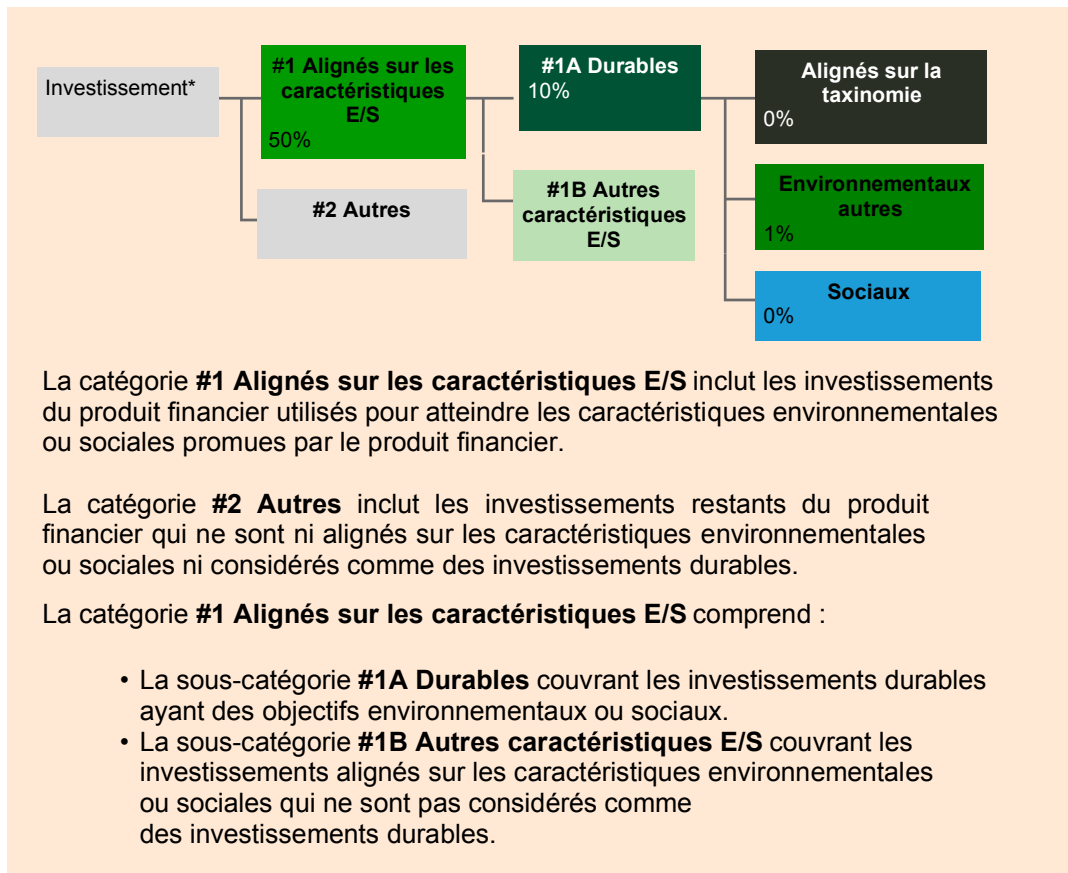 Investissement*
#1 Alignés sur les
caractéristiques
E/S
50%
#2 Autres
#1A Durables
10%
#1B Autres
caractéristiques
E/S
Alignés sur la
taxinomie
0%
Environnementaux
autres
1%
Sociaux
0%
La catégorie #1 Alignés sur les caractéristiques E/S inclut les investissements
du produit financier utilisés pour atteindre les caractéristiques environnementales
ou sociales promues par le produit financier.
La catégorie #2 Autres inclut les investissements restants du produit
financier qui ne sont ni alignés sur les caractéristiques environnementales
ou sociales ni considérés comme des investissements durables.
La catégorie #1 Alignés sur les caractéristiques E/S comprend :
• La sous-catégorie #1A Durables couvrant les investissements durables
ayant des objectifs environnementaux ou sociaux.
• La sous-catégorie #1B Autres caractéristiques E/S couvrant les
investissements alignés sur les caractéristiques environnementales
ou sociales qui ne sont pas considérés comme
des investissements durables.